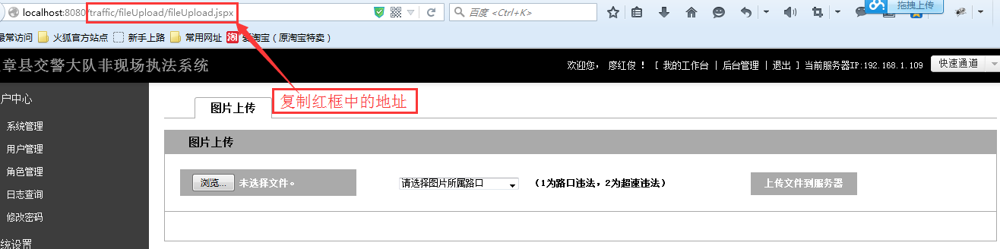 localhost:8080/traffic/fileUpload/fileUpload.jspx
百度 <Ctrl+K>
拖拽上传
最常访问 火狐官方站点 新手上路 常用网址 淘 爱淘宝（原淘宝特卖）
章县交警大队非现场执法系统
欢迎您， 廖红俊 ！ [ 我的工作台 | 后台管理 | 退出 ] 当前服务器IP:192.168.1.109 快速通道
户中心
图片上传
复制红框中的地址
系统管理
图片上传
用户管理
角色管理
浏览... 未选择文件。 请选择图片所属路口 （1为路口违法，2为超速违法） 上传文件到服务器
日志查询
修改密码
统设置